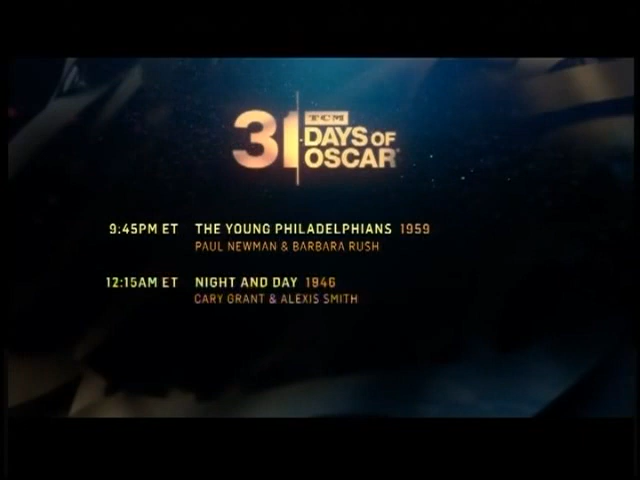 31 TCM
DAYS OF
OSCAR®
9:45PM ET THE YOUNG PHILADELPHIANS 1959
PAUL NEWMAN & BARBARA RUSH
12:15AM ET NIGHT AND DAY 1946
CARY GRANT & ALEXIS SMITH